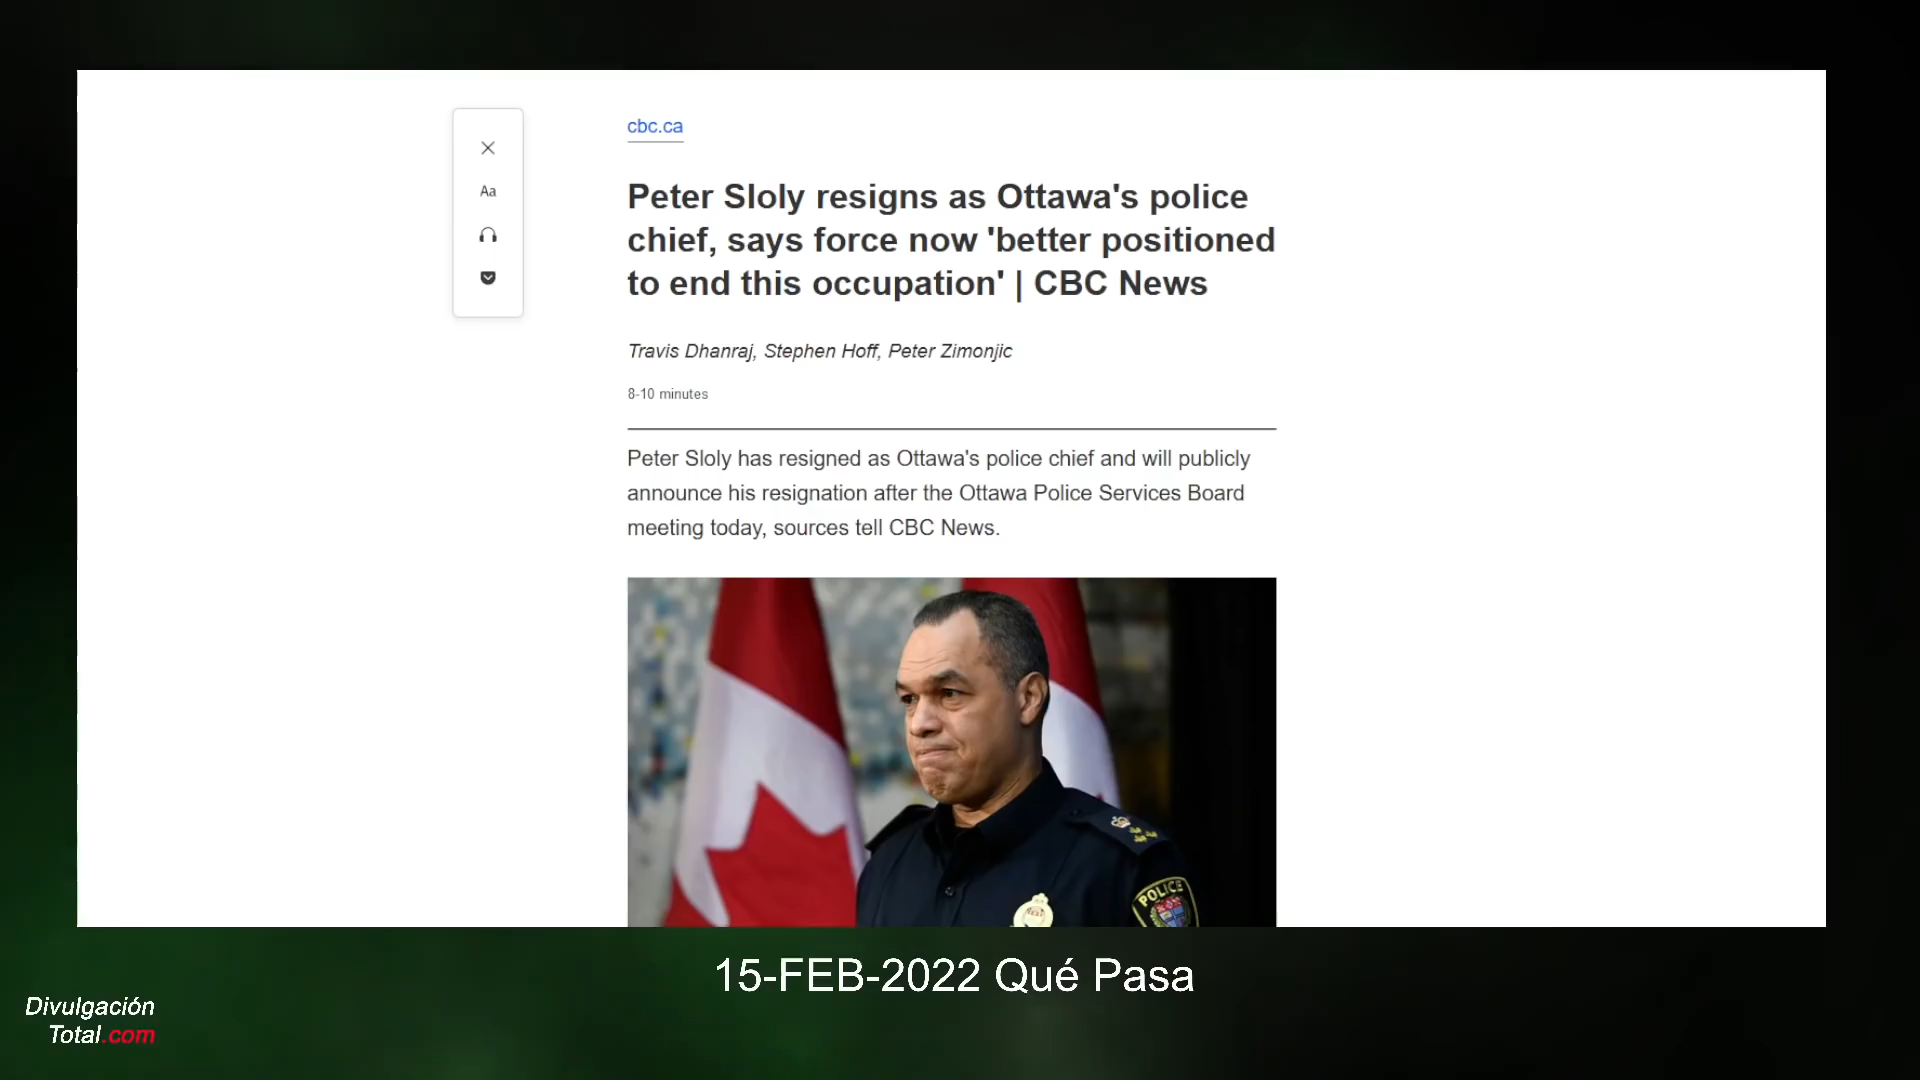 cbc.ca
Aa
Peter Sloly resigns as Ottawa's police
chief, says force now 'better positioned
to end this occupation' | CBC News
Travis Dhanraj, Stephen Hoff, Peter Zimonjic
8-10 minutes
Peter Sloly has resigned as Ottawa's police chief and will publicly
announce his resignation after the Ottawa Police Services Board
meeting today, sources tell CBC News.
POLICE
15-FEB-2022 Qué Pasa
Divulgación
Total.com